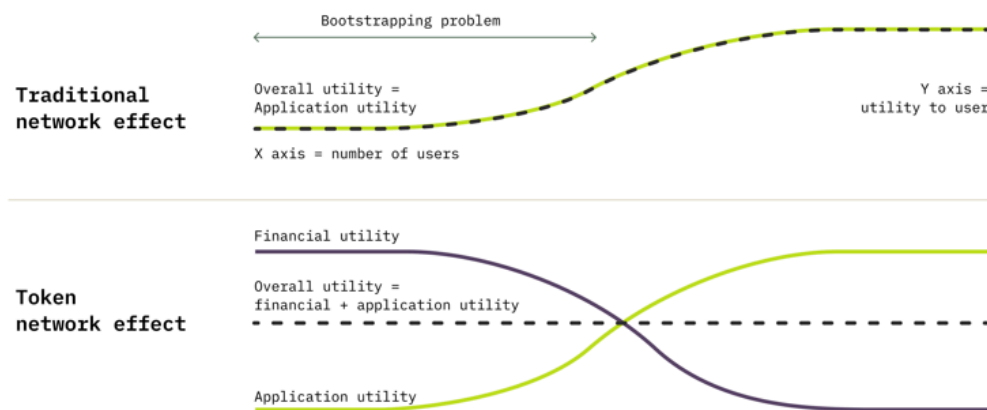 Bootstrapping problem
Traditional
network effect
Overall utility =
Application utility
Y axis =
utility to user
X axis = number of users
Financial utility
Token
network effect
Overall utility =
financial + application utility
Application utility